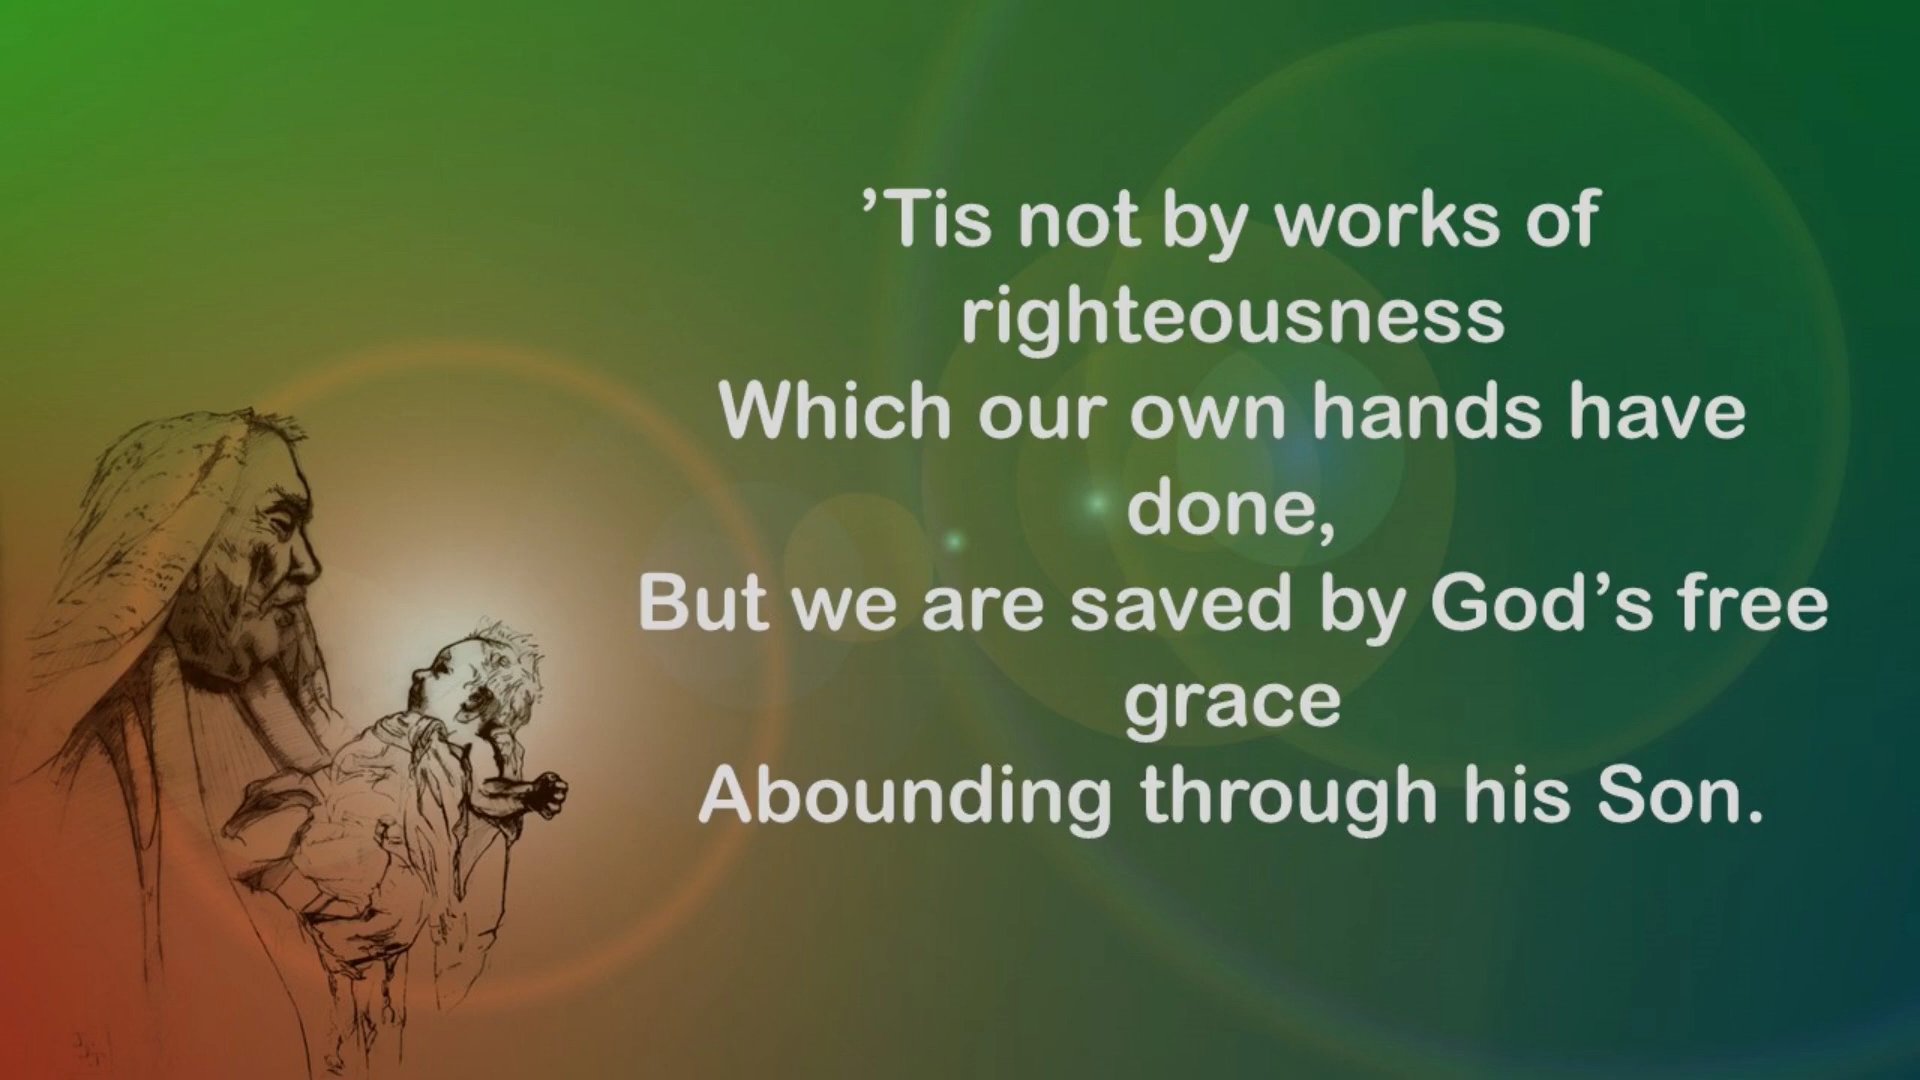 ’Tis not by works of
righteousness
Which our own hands have
done,
But we are saved by God’s free
grace
Abounding through his Son.